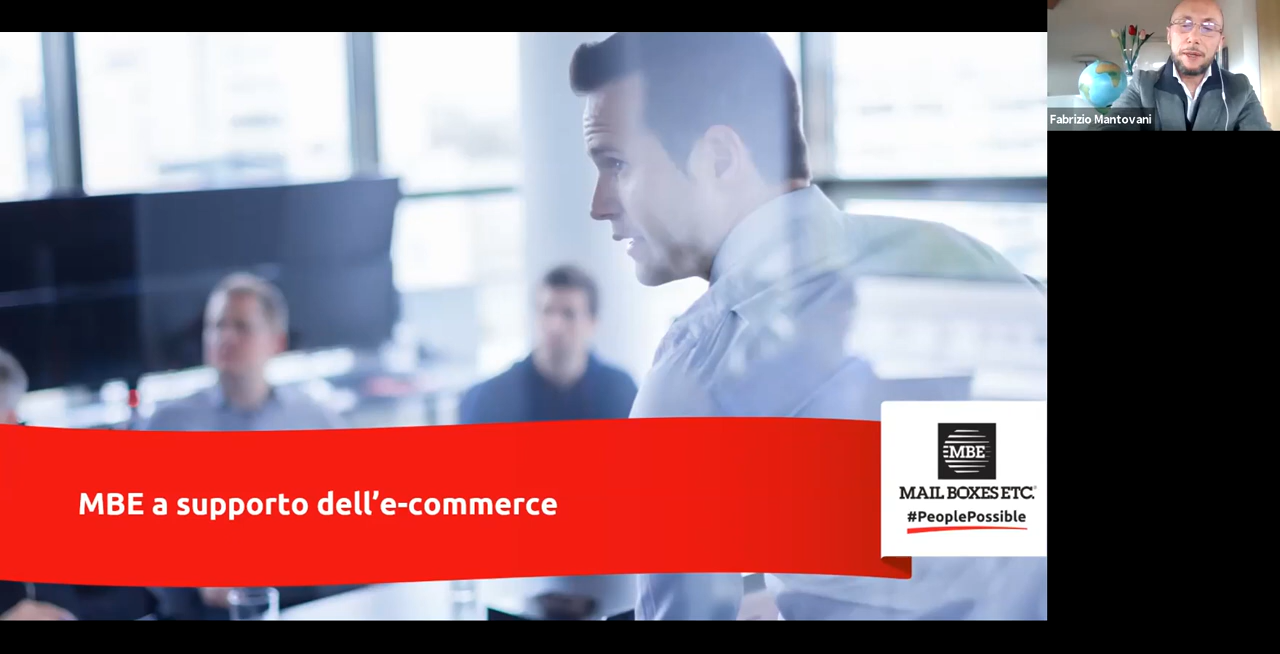 Fabrizio Mantovani
MBE a supporto dell’e-commerce
MBE
MAIL BOXES ETC.®
#PeoplePossible